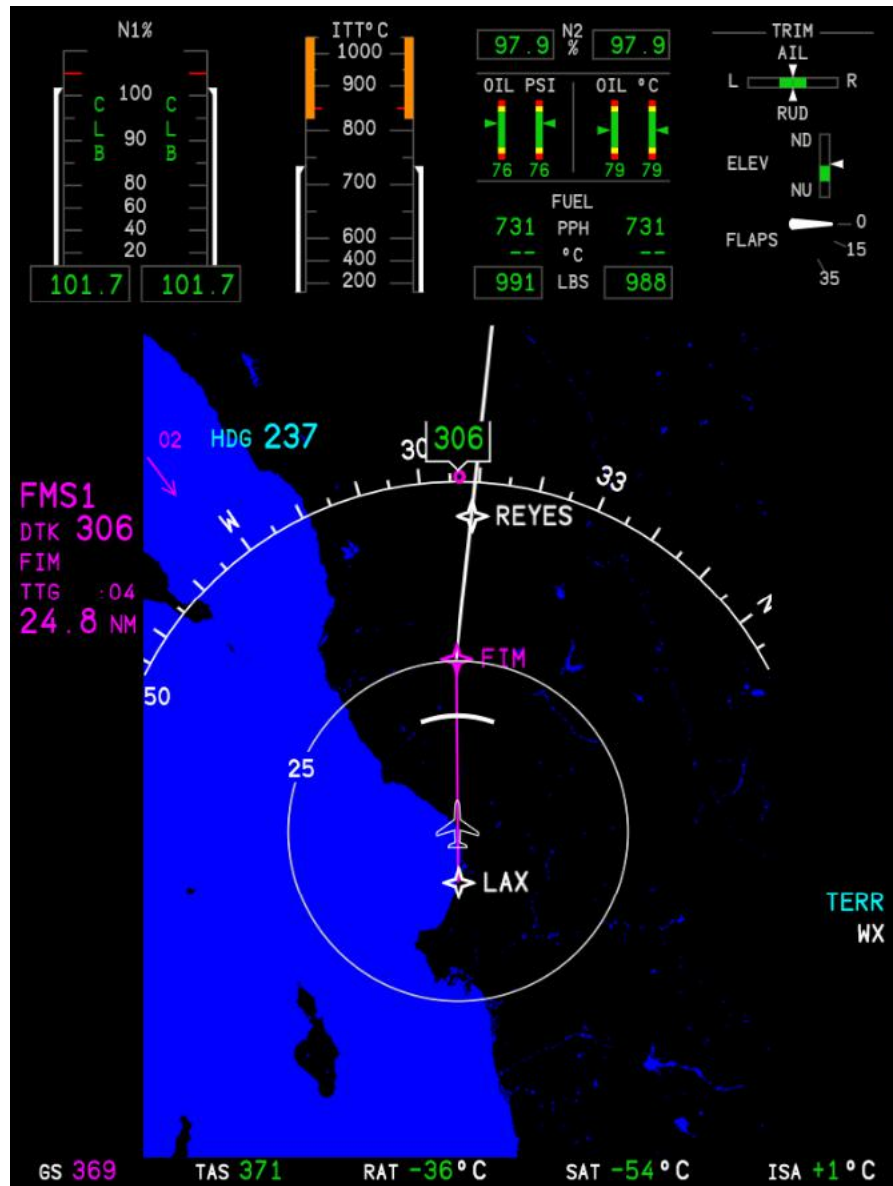 N1%
100
90
80
60
40
20
C L B
C L B
101.7 101.7
ITT°C
1000
900
800
700
600
400
200
97.9 N2 % 97.9
OIL PSI OIL °C
76 76 79 79
FUEL
731 PPH 731
-- °C --
991 LBS 988
TRIM
AIL
L R
RUD
ND
ELEV
NU
FLAPS
0
15
35
02 HDG 237
30 306
33
W
N
FMS1
DTK 306
FIM
TTG :04
24.8 NM
REYES
FIM
50
25
LAX
TERR
WX
GS 369 TAS 371 RAT -36°C SAT -54°C ISA +1°C